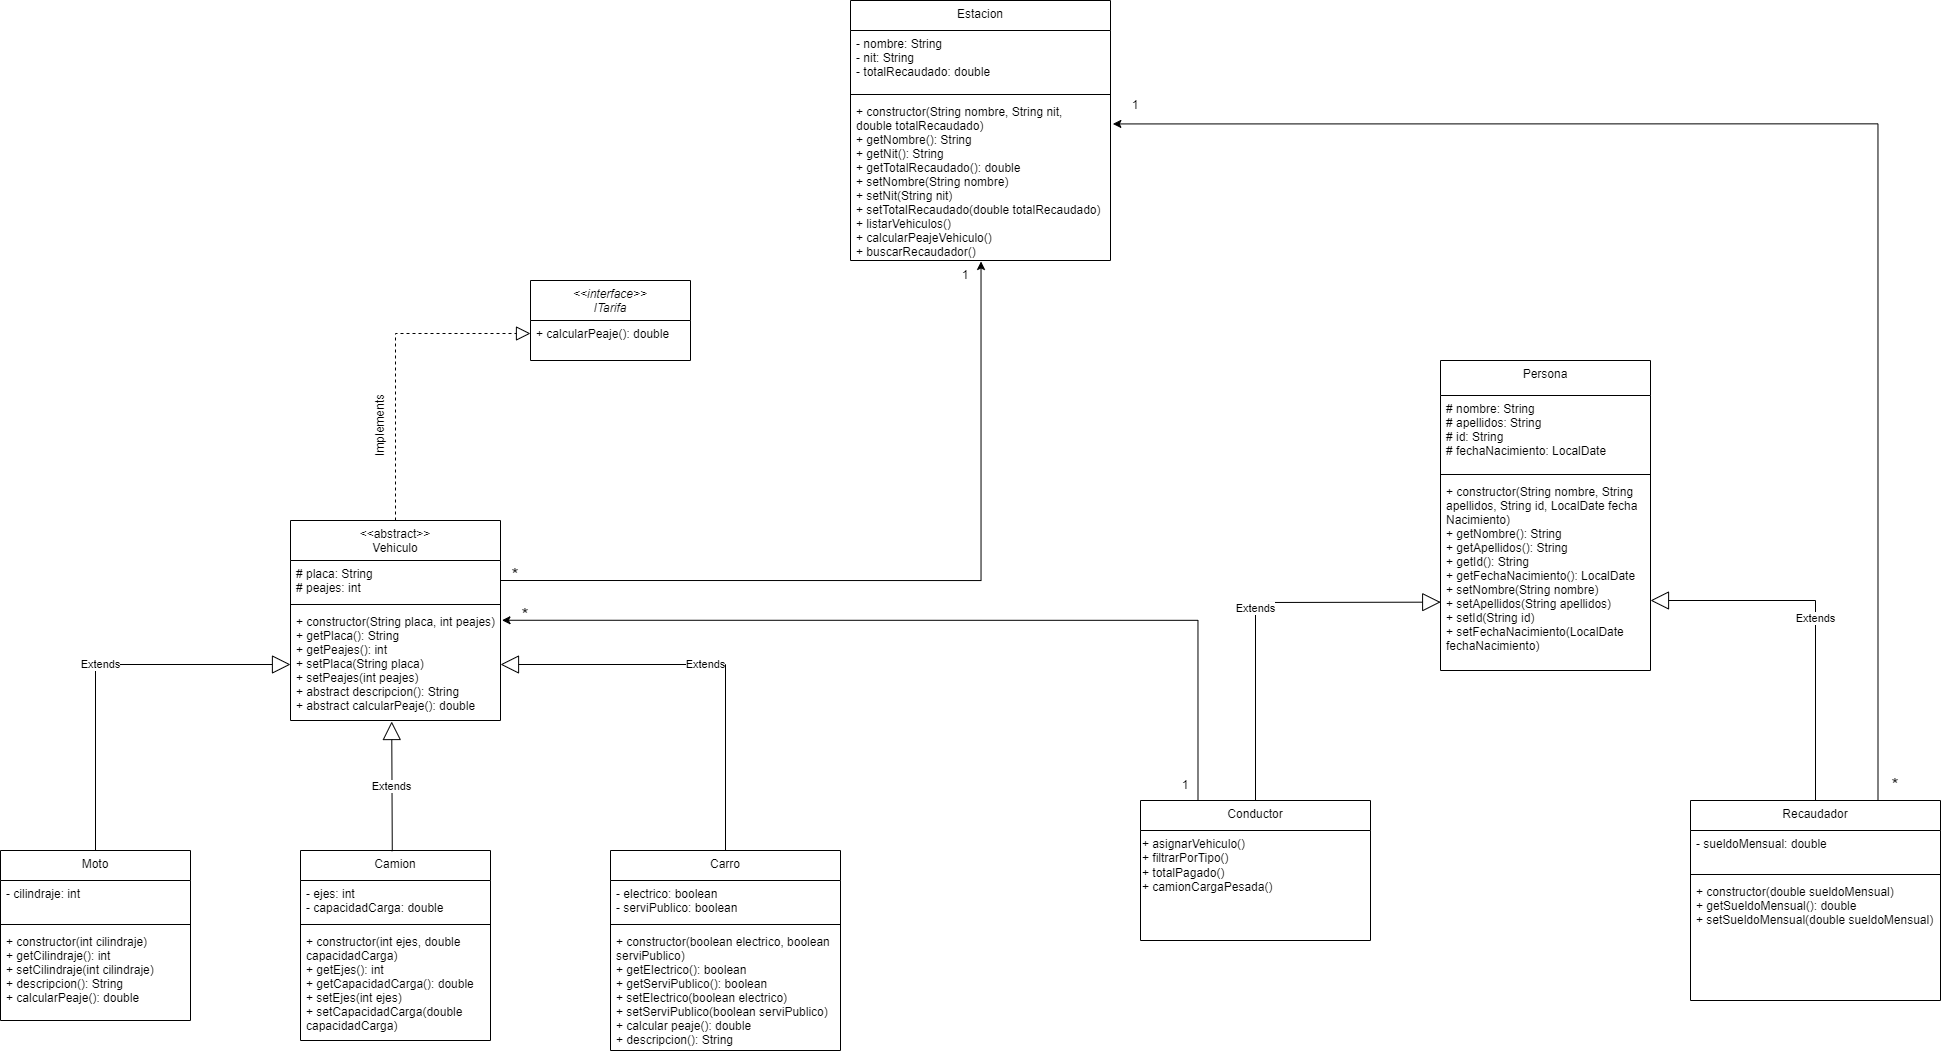 Estacion
- nombre: String
- nit: String
- totalRecaudado: double
+ constructor(String nombre, String nit,
double totalRecaudado)
+ getNombre(): String
+ getNit(): String
+ getTotalRecaudado(): double
+ setNombre(String nombre)
+ setNit(String nit)
+ setTotalRecaudado(double totalRecaudado)
+ listarVehiculos()
+ calcularPeajeVehiculo()
+ buscarRecaudador()
1
1
<<interface>>
ITarifa
+ calcularPeaje(): double
Implements
Persona
# nombre: String
# apellidos: String
# id: String
# fechaNacimiento: LocalDate
+ constructor(String nombre, String
apellidos, String id, LocalDate fecha
Nacimiento)
+ getNombre(): String
+ getApellidos(): String
+ getId(): String
+ getFechaNacimiento(): LocalDate
+ setNombre(String nombre)
+ setApellidos(String apellidos)
+ setId(String id)
+ setFechaNacimiento(LocalDate
fechaNacimiento)
<<abstract>>
Vehiculo
# placa: String
# peajes: int
+ constructor(String placa, int peajes)
+ getPlaca(): String
+ getPeajes(): int
+ setPlaca(String placa)
+ setPeajes(int peajes)
+ abstract descripcion(): String
+ abstract calcularPeaje(): double
*
*
Extends
Extends
Extends
Extends
Extends
1
*
Moto
- cilindraje: int
+ constructor(int cilindraje)
+ getCilindraje(): int
+ setCilindraje(int cilindraje)
+ descripcion(): String
+ calcularPeaje(): double
Camion
- ejes: int
- capacidadCarga: double
+ constructor(int ejes, double
capacidadCarga)
+ getEjes(): int
+ getCapacidadCarga(): double
+ setEjes(int ejes)
+ setCapacidadCarga(double
capacidadCarga)
Carro
- electrico: boolean
- serviPublico: boolean
+ constructor(boolean electrico, boolean
serviPublico)
+ getElectrico(): boolean
+ getServiPublico(): boolean
+ setElectrico(boolean electrico)
+ setServiPublico(boolean serviPublico)
+ calcular peaje(): double
+ descripcion(): String
Conductor
+ asignarVehiculo()
+ filtrarPorTipo()
+ totalPagado()
+ camionCargaPesada()
Recaudador
- sueldoMensual: double
+ constructor(double sueldoMensual)
+ getSueldoMensual(): double
+ setSueldoMensual(double sueldoMensual)